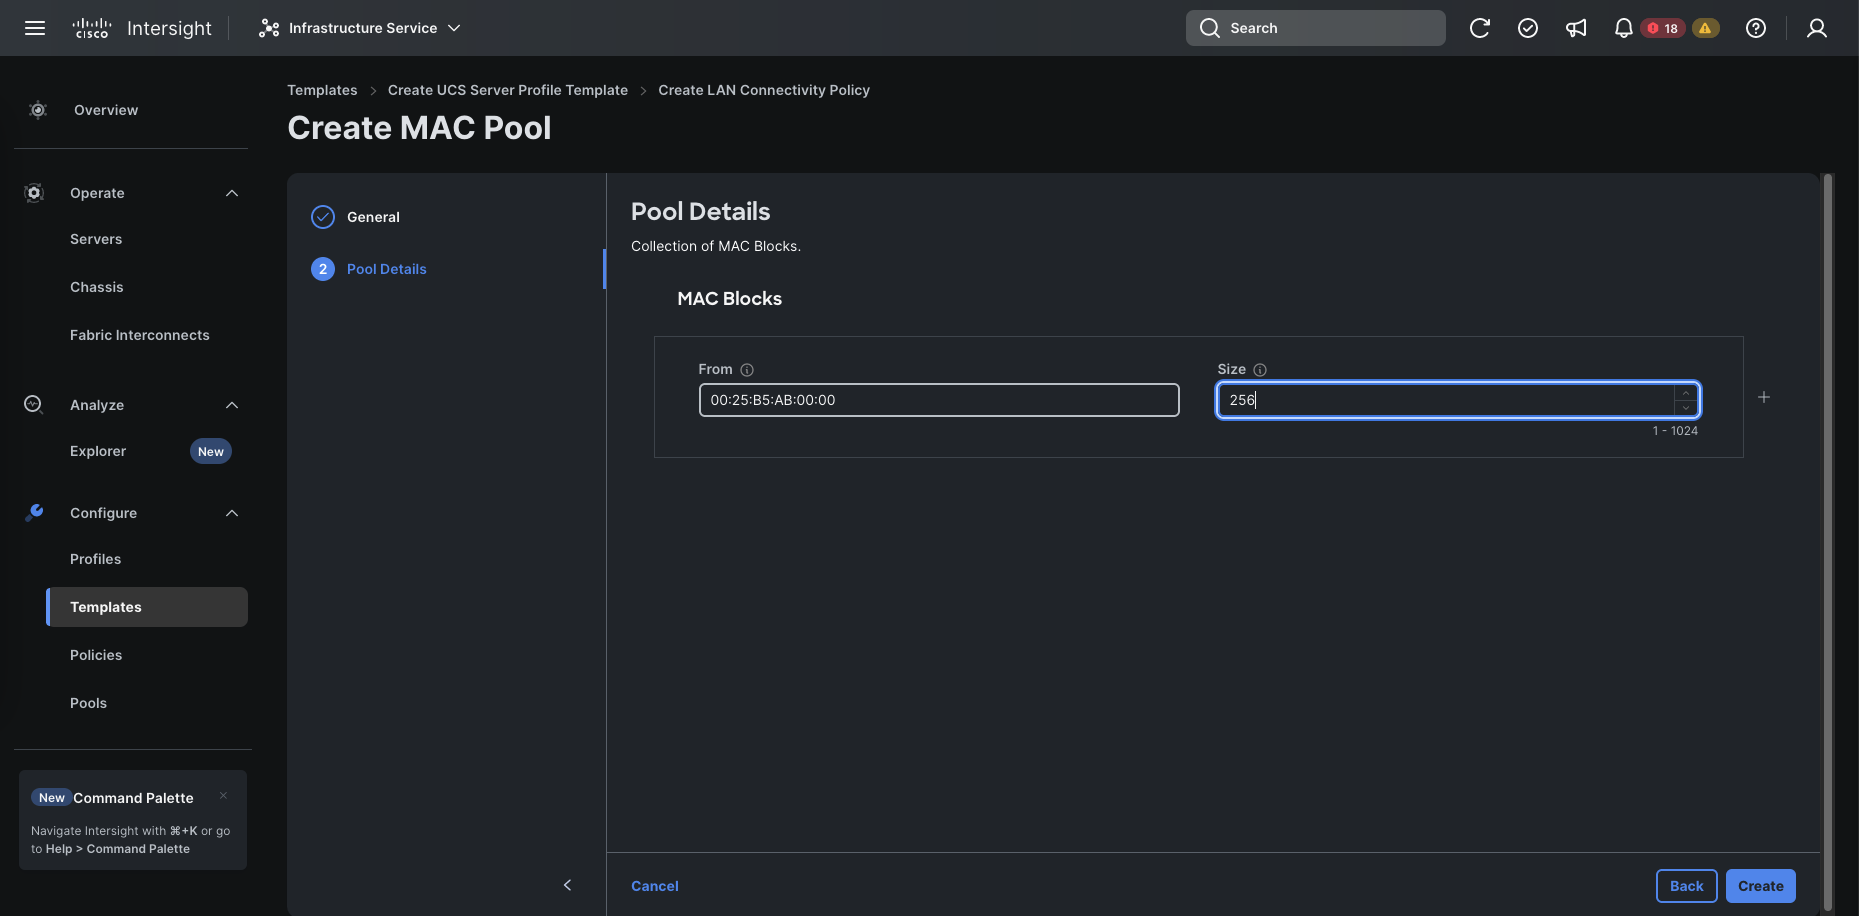 cisco Intersight
Infrastructure Service
Search
18
Overview
Operate
Servers
Chassis
Fabric Interconnects
Analyze
Explorer New
Configure
Profiles
Templates
Policies
Pools
New Command Palette
Navigate Intersight with ⌘+K or go
to Help > Command Palette
Templates > Create UCS Server Profile Template > Create LAN Connectivity Policy
Create MAC Pool
General
2 Pool Details
Pool Details
Collection of MAC Blocks.
MAC Blocks
From
00:25:B5:AB:00:00
Size
256
1 - 1024
Cancel
Back
Create